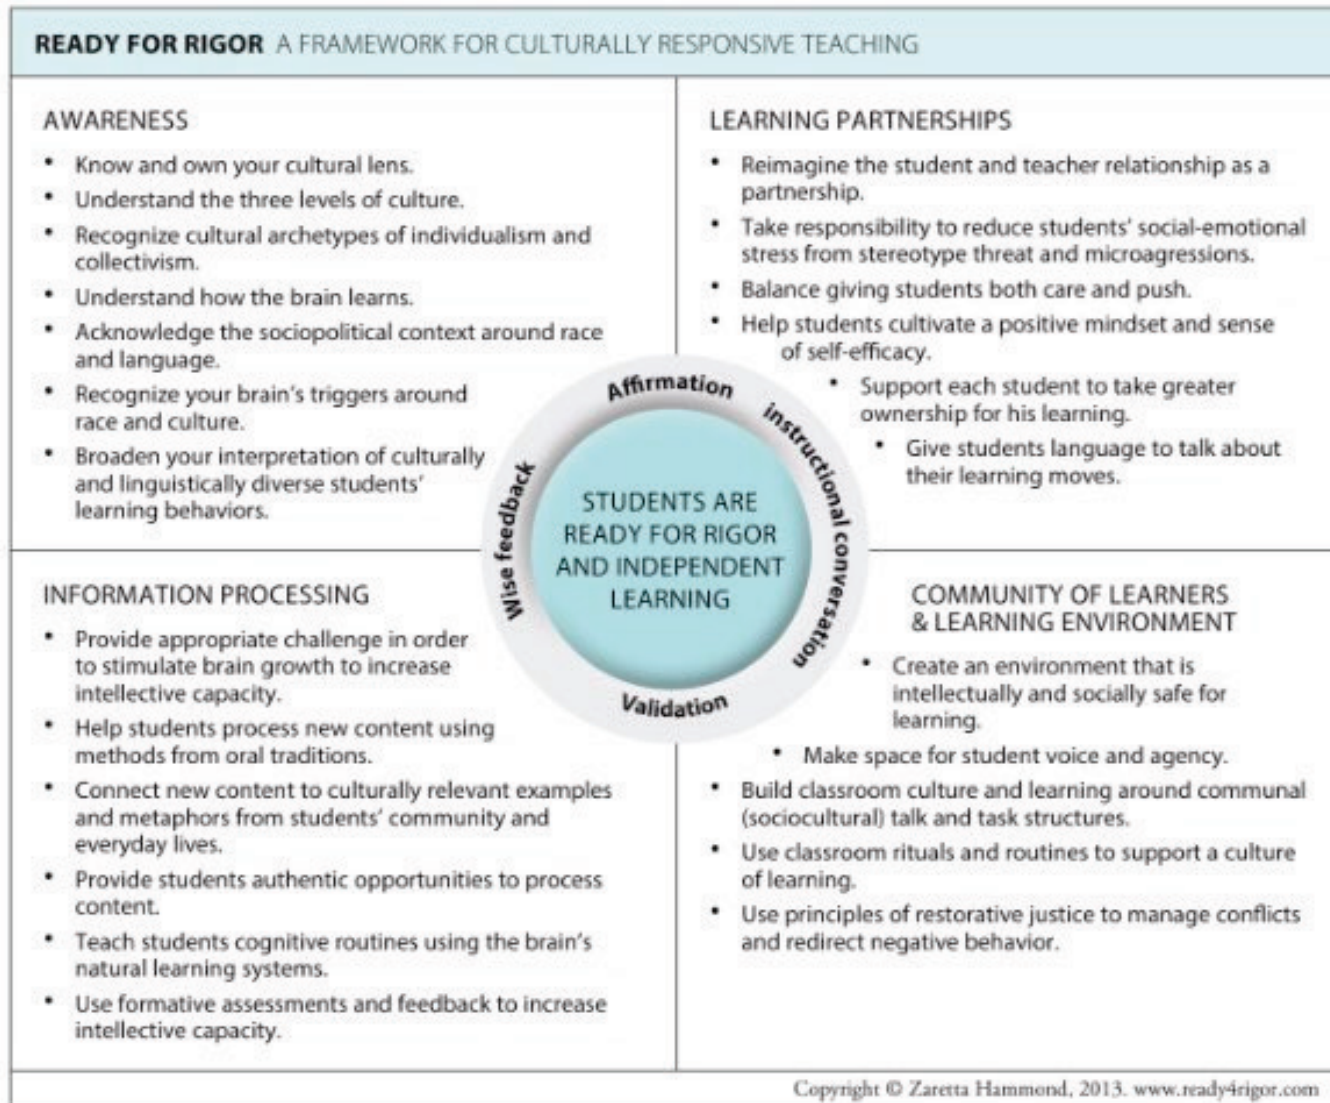 READY FOR RIGOR A FRAMEWORK FOR CULTURALLY RESPONSIVE TEACHING
AWARENESS
• Know and own your cultural lens.
• Understand the three levels of culture.
• Recognize cultural archetypes of individualism and
collectivism.
• Understand how the brain learns.
• Acknowledge the sociopolitical context around race
and language.
• Recognize your brain's triggers around
race and culture.
• Broaden your interpretation of culturally
and linguistically diverse students'
learning behaviors.
LEARNING PARTNERSHIPS
• Reimagine the student and teacher relationship as a
partnership.
• Take responsibility to reduce students' social-emotional
stress from stereotype threat and microagressions.
• Balance giving students both care and push.
• Help students cultivate a positive mindset and sense
of self-efficacy.
• Support each student to take greater
ownership for his learning.
• Give students language to talk about
their learning moves.
Affirmation
instructional conversation
Validation
Wise feedback
STUDENTS ARE
READY FOR RIGOR
AND INDEPENDENT
LEARNING
INFORMATION PROCESSING
• Provide appropriate challenge in order
to stimulate brain growth to increase
intellective capacity.
• Help students process new content using
methods from oral traditions.
• Connect new content to culturally relevant examples
and metaphors from students' community and
everyday lives.
• Provide students authentic opportunities to process
content.
• Teach students cognitive routines using the brain's
natural learning systems.
• Use formative assessments and feedback to increase
intellective capacity.
COMMUNITY OF LEARNERS
& LEARNING ENVIRONMENT
• Create an environment that is
intellectually and socially safe for
learning.
• Make space for student voice and agency.
• Build classroom culture and learning around communal
(sociocultural) talk and task structures.
• Use classroom rituals and routines to support a culture
of learning.
• Use principles of restorative justice to manage conflicts
and redirect negative behavior.
Copyright © Zaretta Hammond, 2013. www.ready4rigor.com